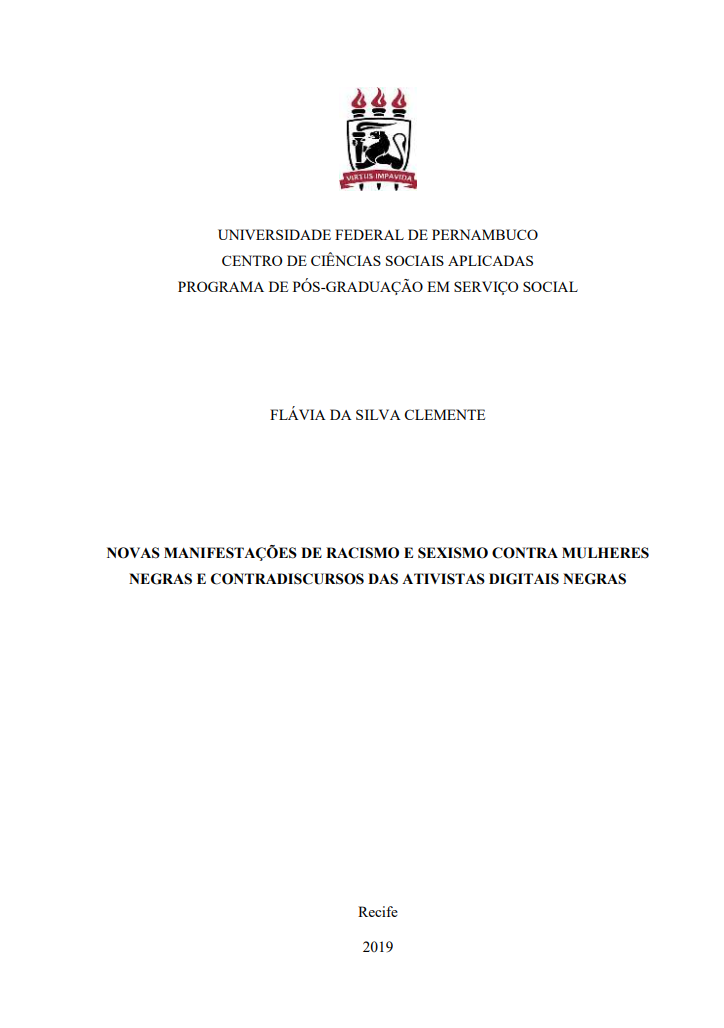 VIRTUS IMPAVIDA
UNIVERSIDADE FEDERAL DE PERNAMBUCO
CENTRO DE CIÊNCIAS SOCIAIS APLICADAS
PROGRAMA DE PÓS-GRADUAÇÃO EM SERVIÇO SOCIAL
FLÁVIA DA SILVA CLEMENTE
NOVAS MANIFESTAÇÕES DE RACISMO E SEXISMO CONTRA MULHERES
NEGRAS E CONTRADISCURSOS DAS ATIVISTAS DIGITAIS NEGRAS
Recife
2019